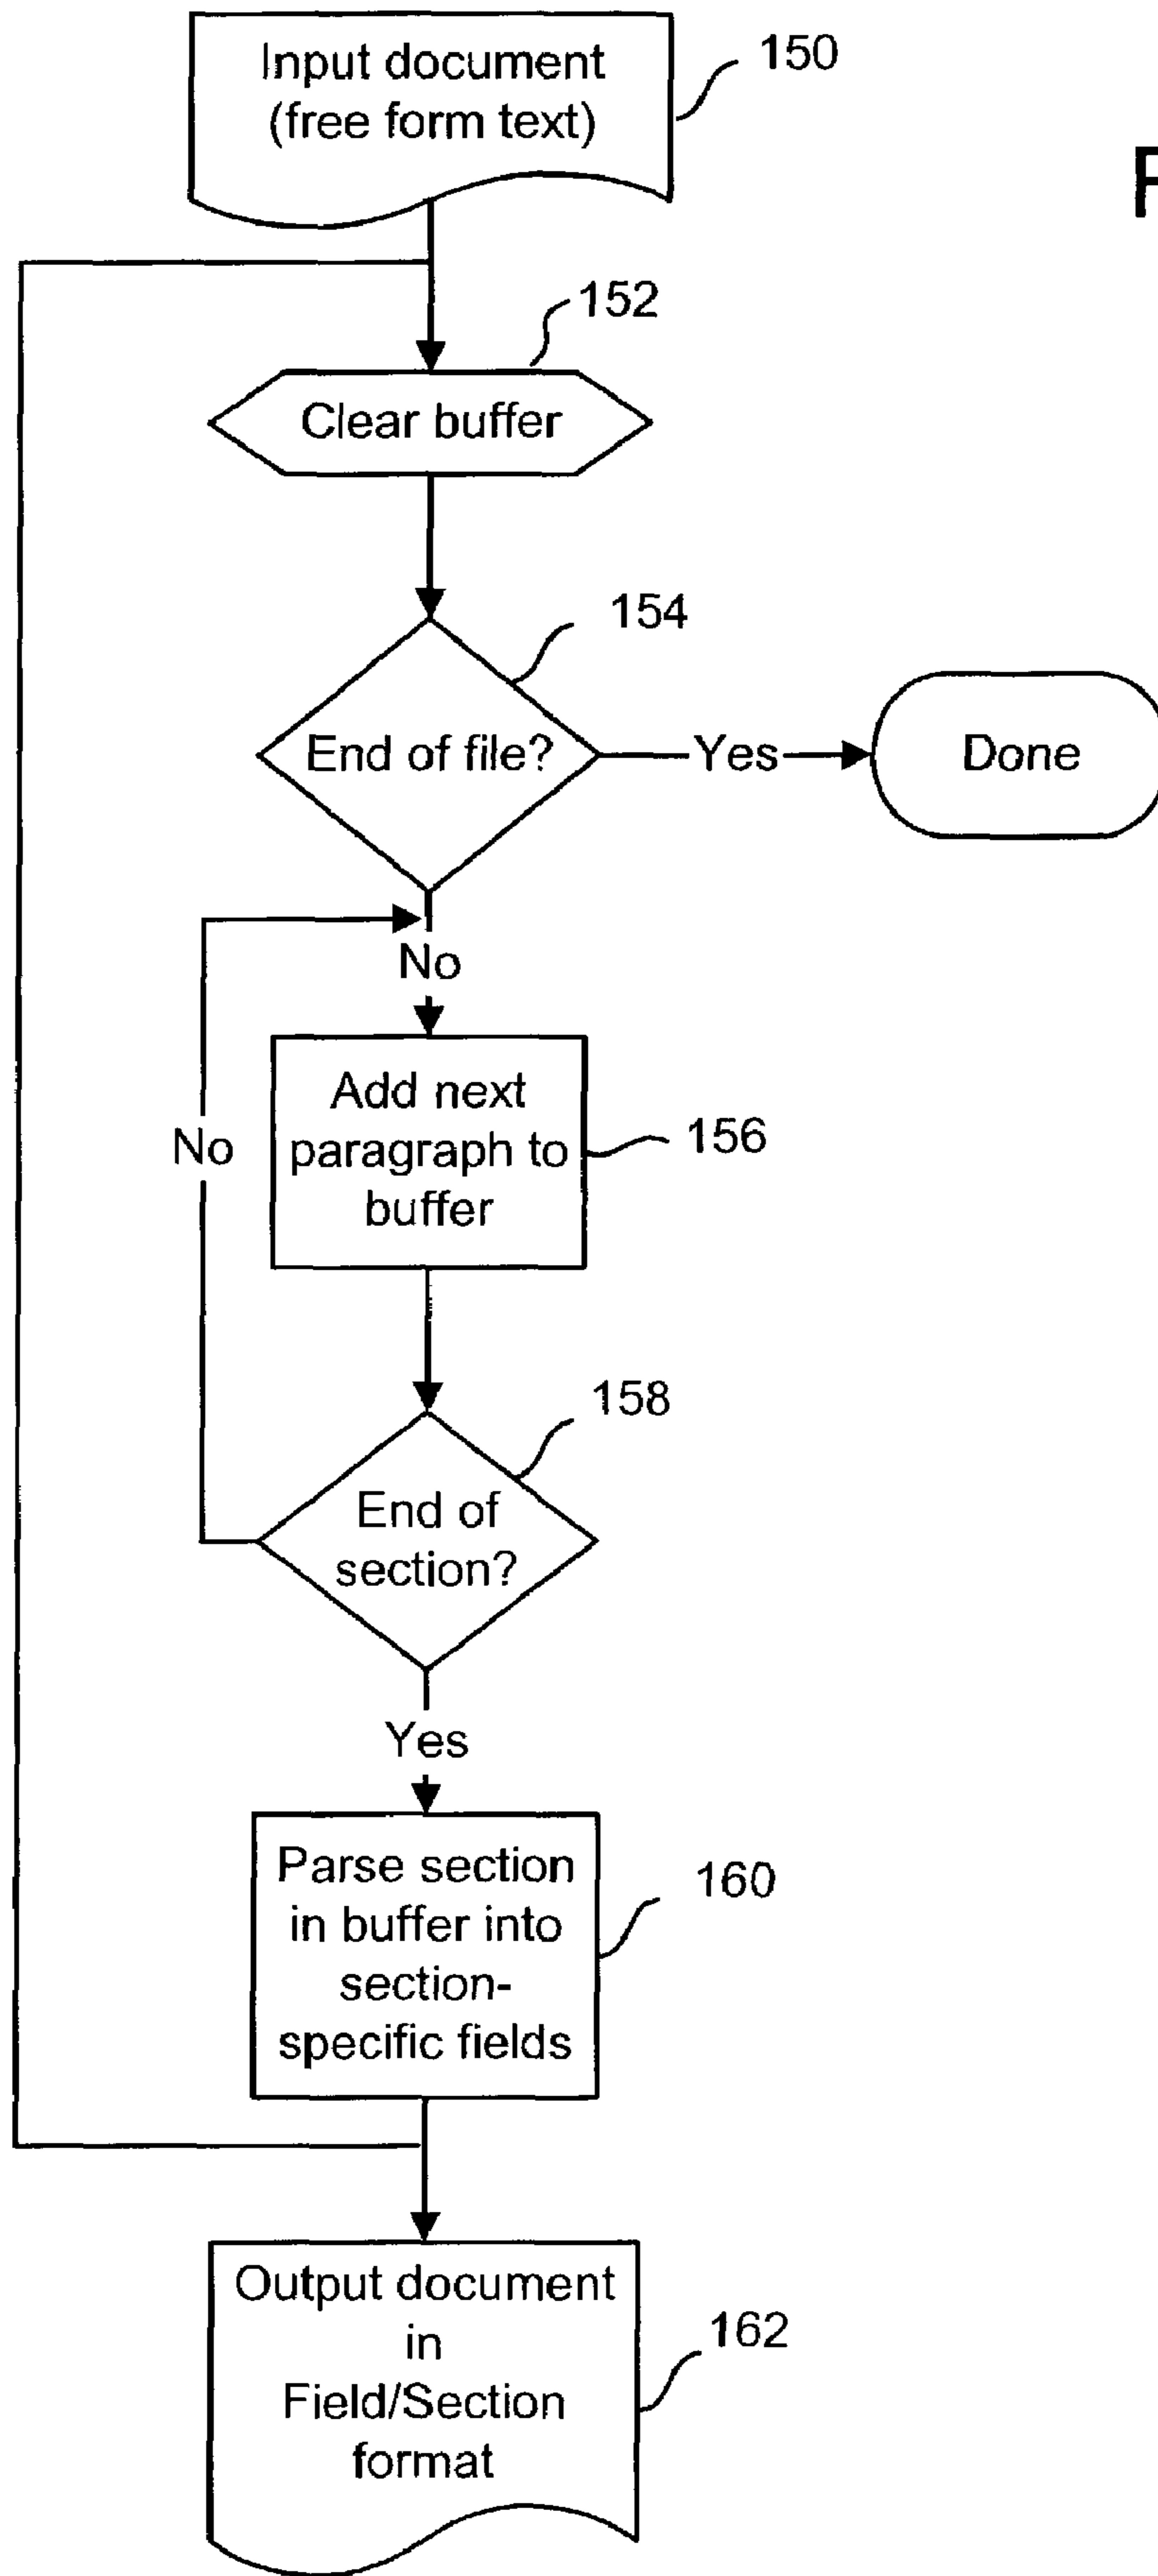 Input document
(free form text)
150
F
152
Clear buffer
154
End of file?
Yes
Done
No
Add next
paragraph to
buffer
156
No
158
End of
section?
Yes
Parse section
in buffer into
section-
specific fields
160
Output document
in
Field/Section
format
162